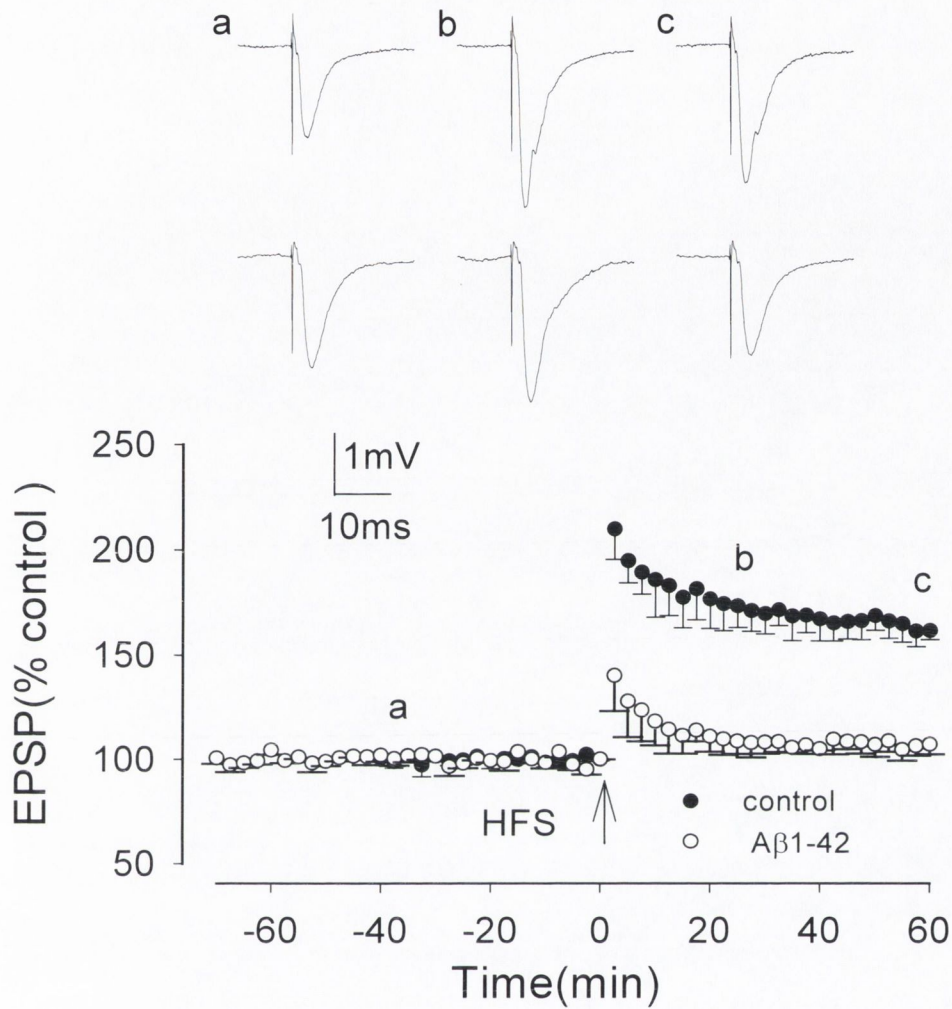 a b c
250
1mV
10ms
200
b
c
150
a
100
HFS
control
Aβ1-42
50
EPSP(% control )
-60 -40 -20 0 20 40 60
Time(min)